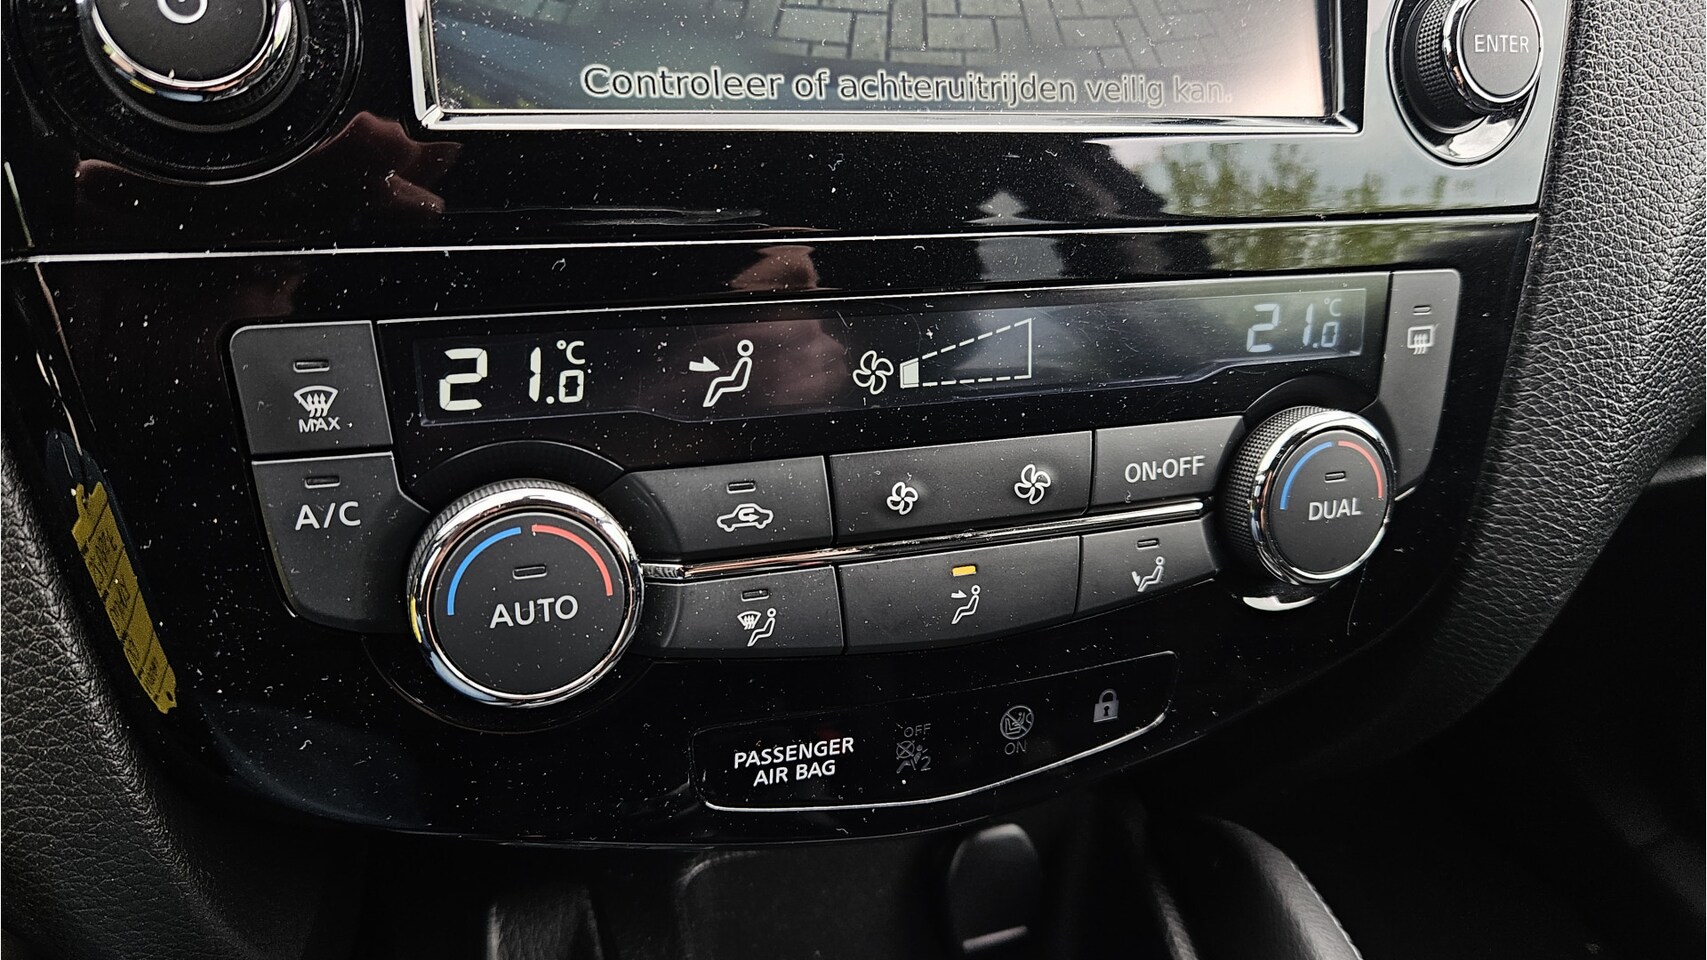 ENTER
Controleer of achteruitrijden veilig kan.
21.0 °C
21.0 °C
MAX
A/C
AUTO
ON·OFF
DUAL
PASSENGER
AIR BAG
OFF
2
ON